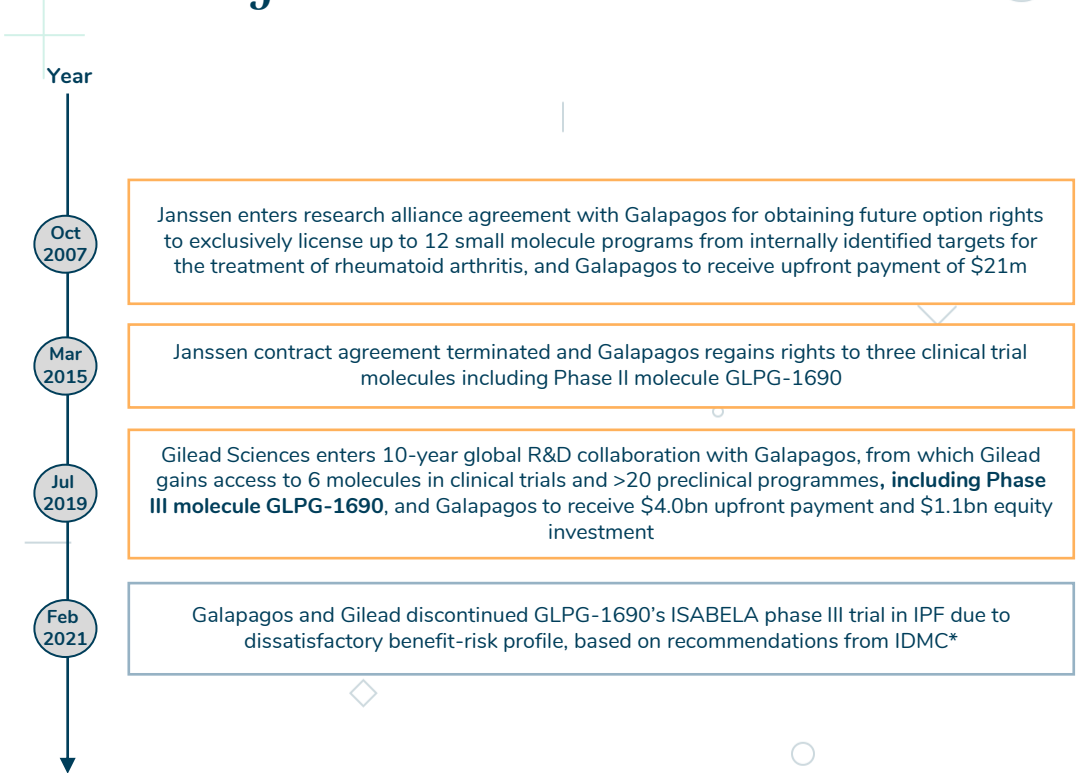 Year
Oct
2007
Janssen enters research alliance agreement with Galapagos for obtaining future option rights
to exclusively license up to 12 small molecule programs from internally identified targets for
the treatment of rheumatoid arthritis, and Galapagos to receive upfront payment of $21m
Mar
2015
Janssen contract agreement terminated and Galapagos regains rights to three clinical trial
molecules including Phase II molecule GLPG-1690
Jul
2019
Gilead Sciences enters 10-year global R&D collaboration with Galapagos, from which Gilead
gains access to 6 molecules in clinical trials and >20 preclinical programmes, including Phase
III molecule GLPG-1690, and Galapagos to receive $4.0bn upfront payment and $1.1bn equity
investment
Feb
2021
Galapagos and Gilead discontinued GLPG-1690’s ISABELA phase III trial in IPF due to
dissatisfactory benefit-risk profile, based on recommendations from IDMC*